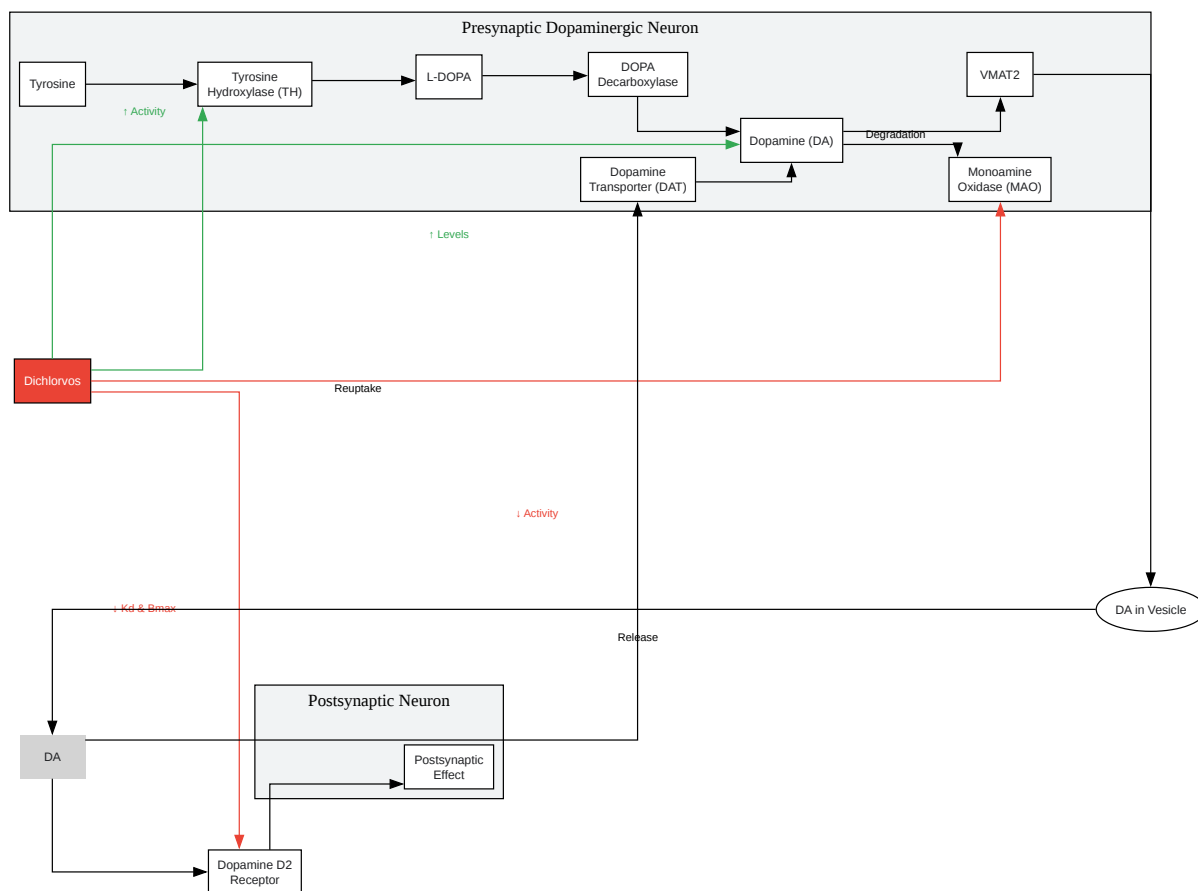 Presynaptic Dopaminergic Neuron
Tyrosine
Tyrosine
Hydroxylase (TH)
L-DOPA
DOPA
Decarboxylase
VMAT2
↑ Activity
Dopamine (DA)
Degradation
Dopamine
Transporter (DAT)
Monoamine
Oxidase (MAO)
↑ Levels
Dichlorvos
Reuptake
↓ Activity
↓ Kd & Bmax
DA in Vesicle
Release
Postsynaptic Neuron
DA
Postsynaptic
Effect
Dopamine D2
Receptor